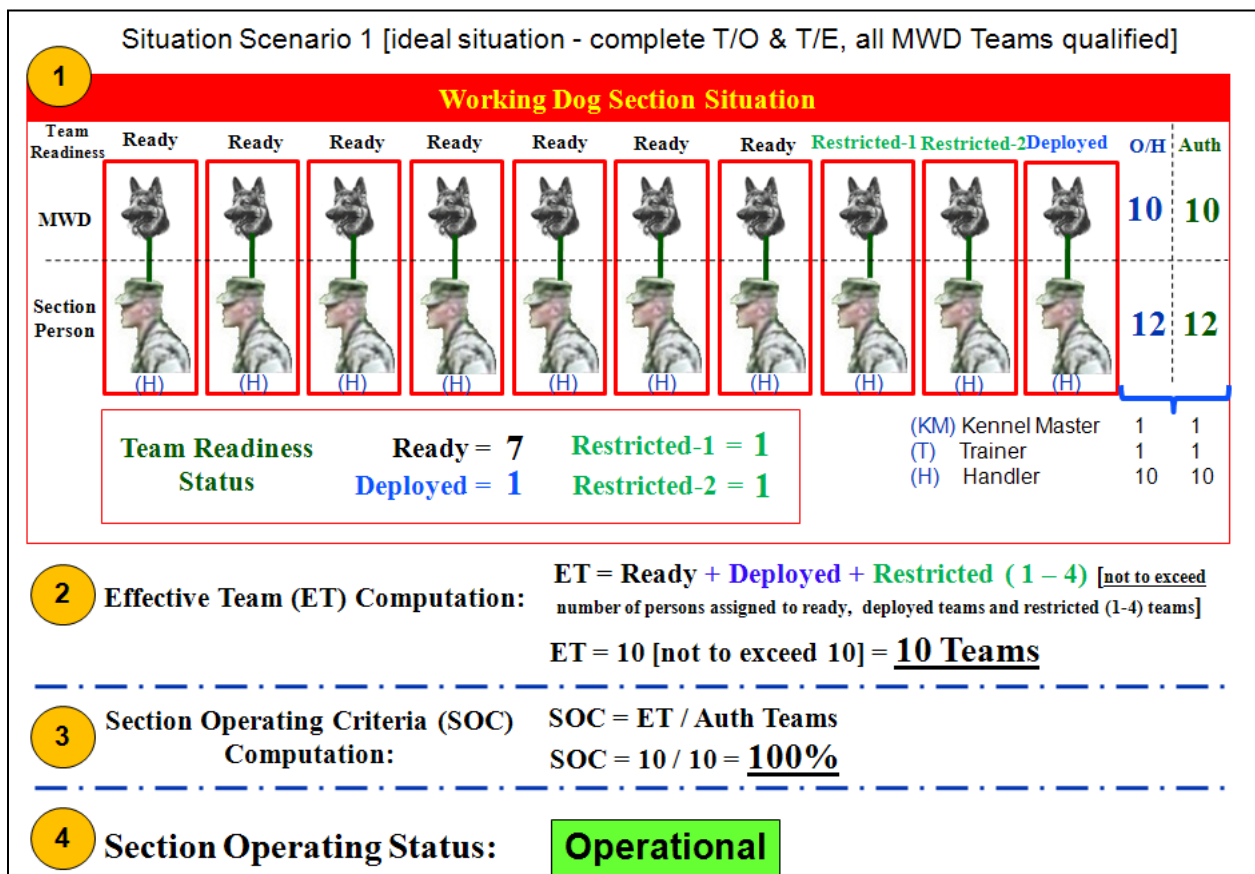 Situation Scenario 1 [ideal situation - complete T/O & T/E, all MWD Teams qualified]
1
Working Dog Section Situation
Team Readiness Ready Ready Ready Ready Ready Ready Ready Restricted-1 Restricted-2 Deployed O/H Auth
MWD 10 10
Section Person 12 12
(H) (H) (H) (H) (H) (H) (H) (H) (H) (H)
Team Readiness Status
Ready = 7 Restricted-1 = 1
Deployed = 1 Restricted-2 = 1
(KM) Kennel Master 1 1
(T) Trainer 1 1
(H) Handler 10 10
2
Effective Team (ET) Computation:
ET = Ready + Deployed + Restricted ( 1 – 4) [not to exceed
number of persons assigned to ready, deployed teams and restricted (1-4) teams]
ET = 10 [not to exceed 10] = 10 Teams
3
Section Operating Criteria (SOC)
Computation:
SOC = ET / Auth Teams
SOC = 10 / 10 = 100%
4
Section Operating Status: Operational